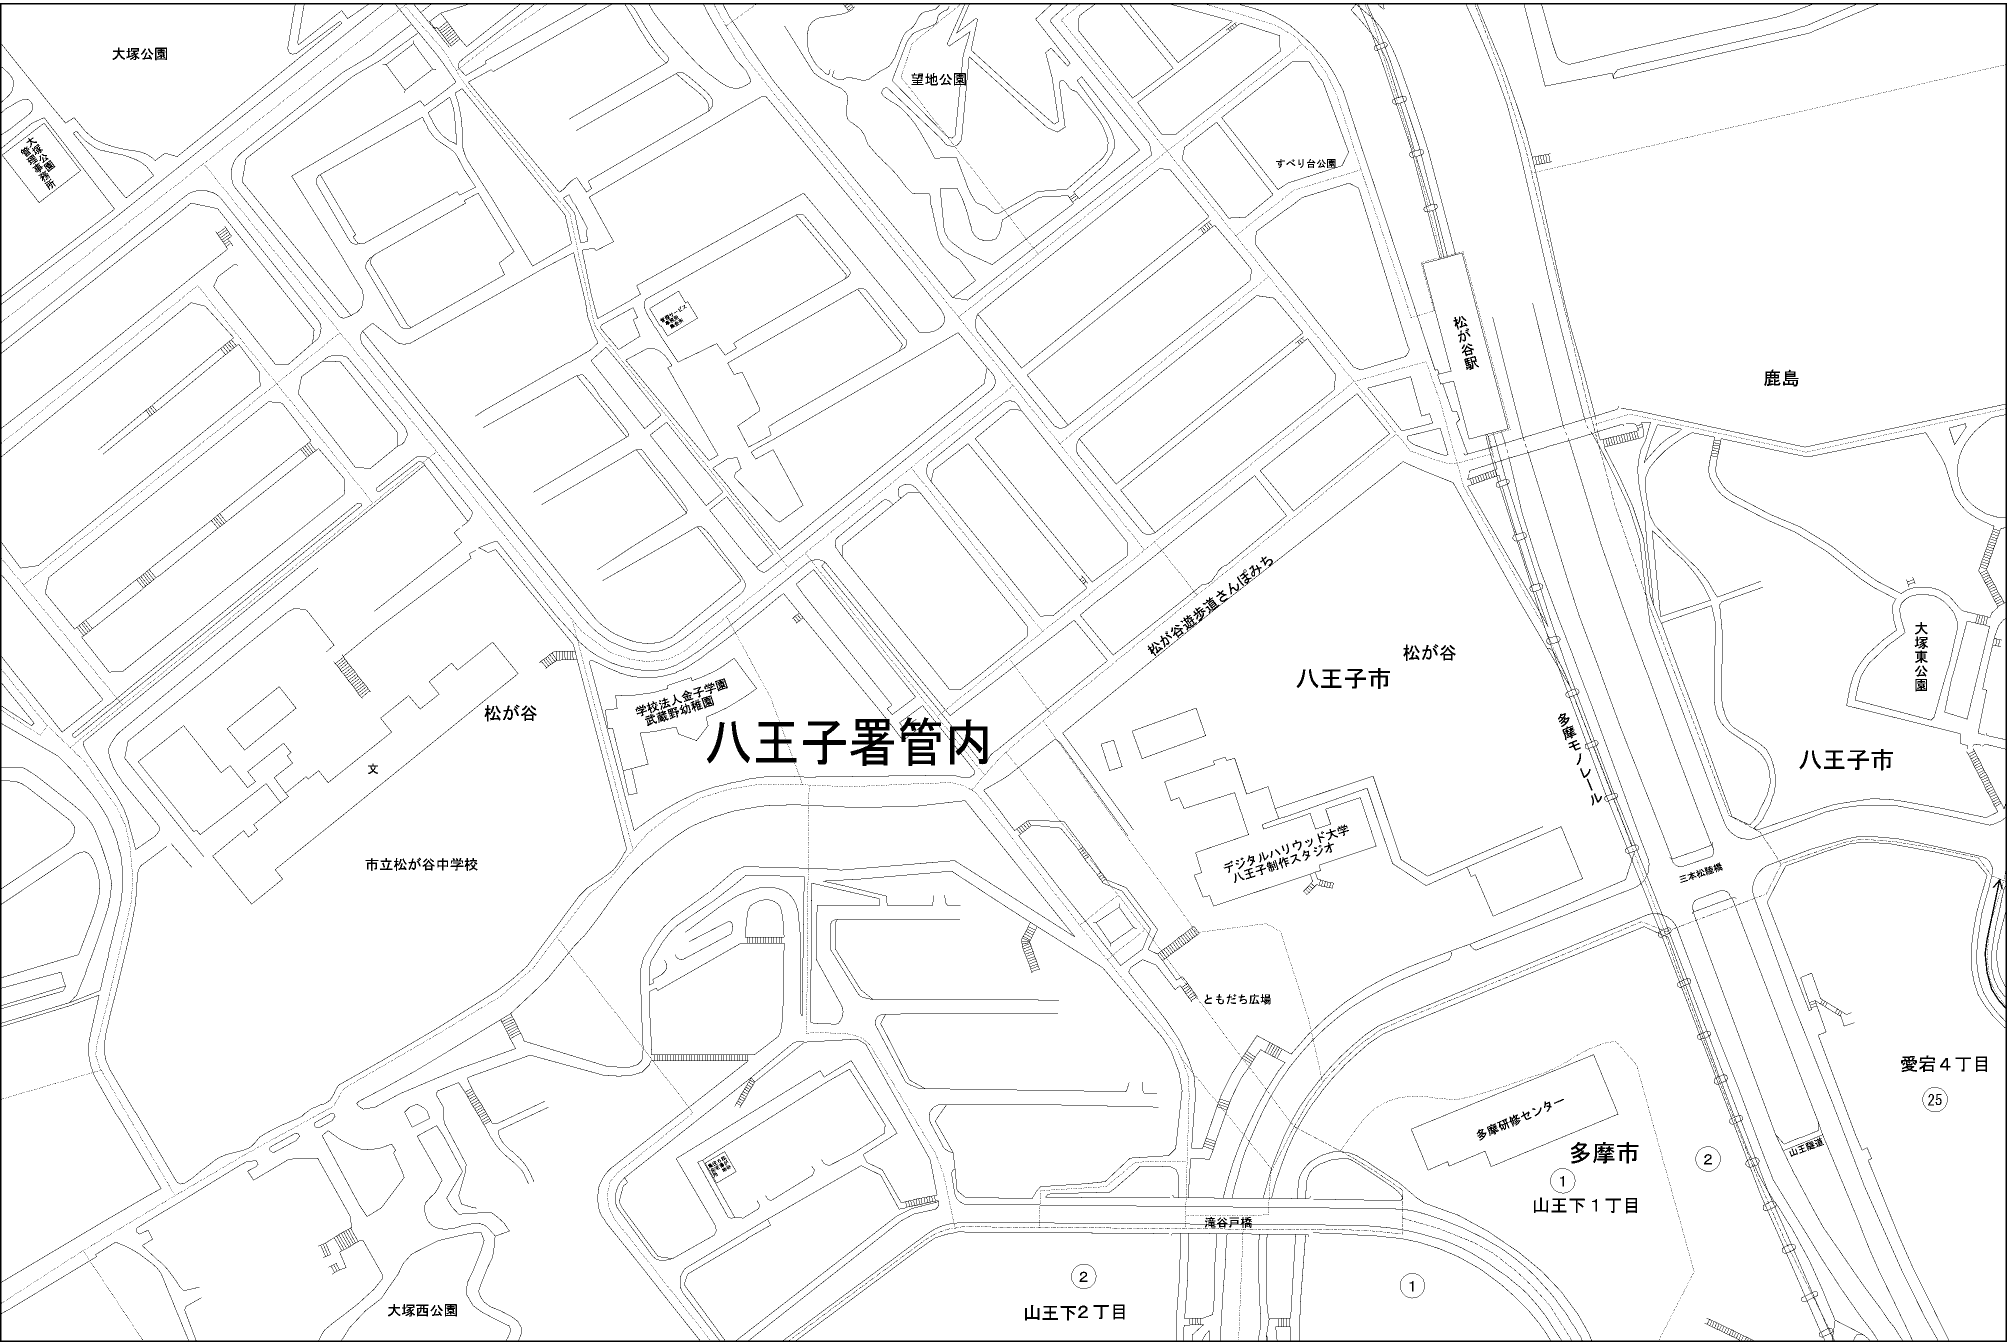 大塚公園
望地公園
大塚公園
管理事務所
すべり台公園
松が谷駅
鹿島
松が谷遊歩道さんぽみち
松が谷
八王子市
大塚東公園
学校法人金子学園
武蔵野幼稚園
松が谷
八王子署管内
多摩モノレール
八王子市
文
デジタルハリウッド大学
八王子制作スタジオ
市立松が谷中学校
三本松陸橋
ともだち広場
愛宕4丁目
25
多摩研修センター
多摩市
2
山王隧道
1
山王下1丁目
滝谷戸橋
2
1
大塚西公園
山王下2丁目